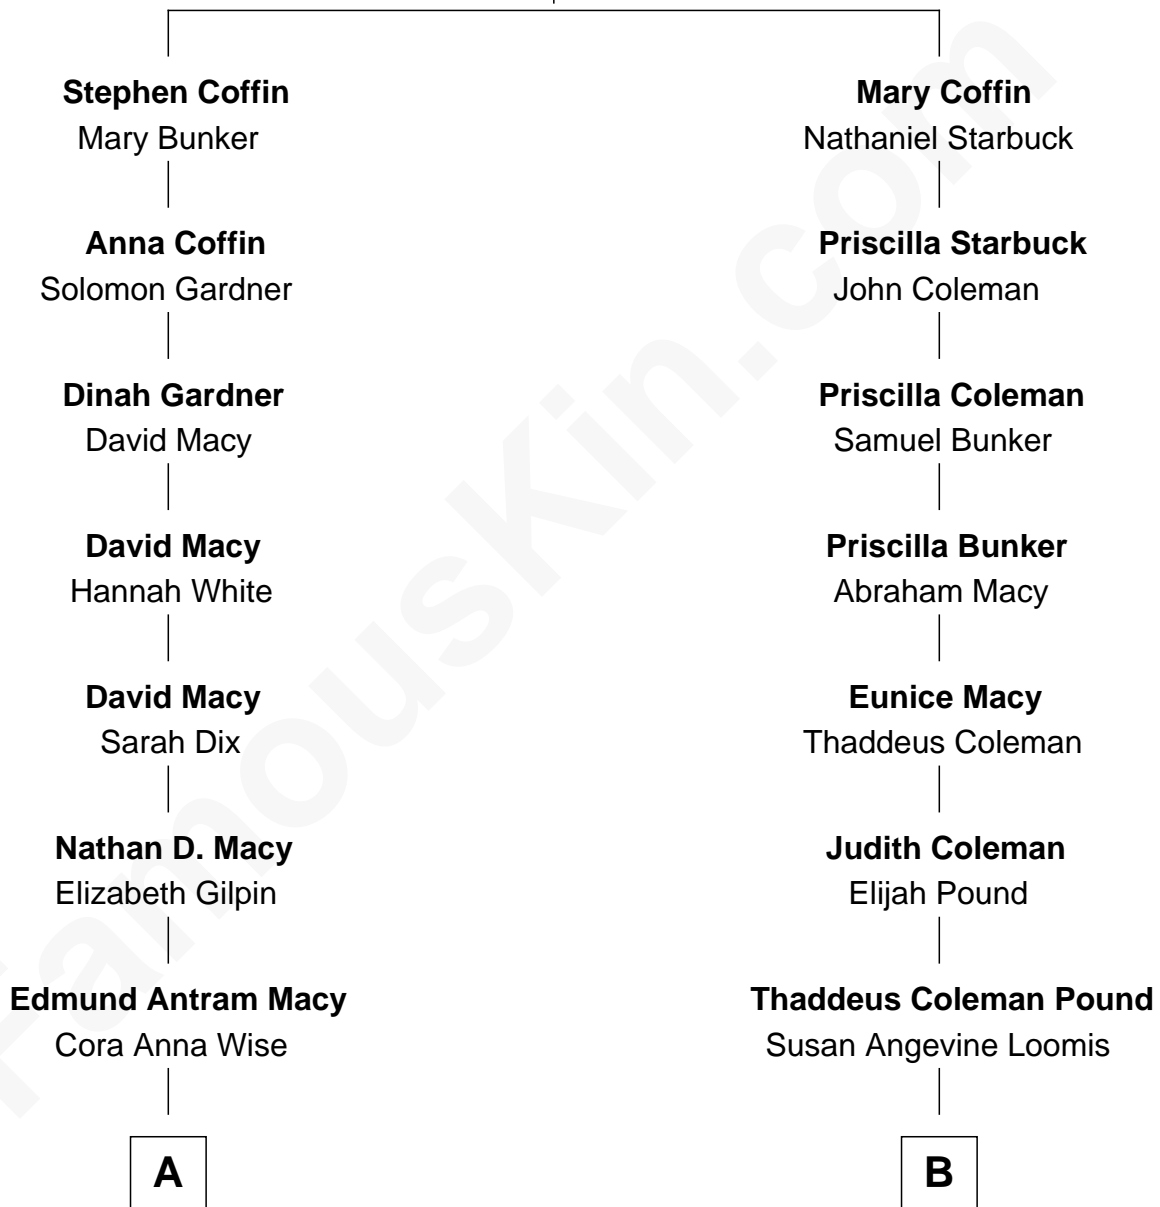 Stephen Coffin
Mary Bunker
Mary Coffin
Nathaniel Starbuck
Anna Coffin
Solomon Gardner
Priscilla Starbuck
John Coleman
Dinah Gardner
David Macy
Priscilla Coleman
Samuel Bunker
David Macy
Hannah White
Priscilla Bunker
Abraham Macy
David Macy
Sarah Dix
Eunice Macy
Thaddeus Coleman
Nathan D. Macy
Elizabeth Gilpin
Judith Coleman
Elijah Pound
Edmund Antram Macy
Cora Anna Wise
Thaddeus Coleman Pound
Susan Angevine Loomis
A
B
FamousKin.com